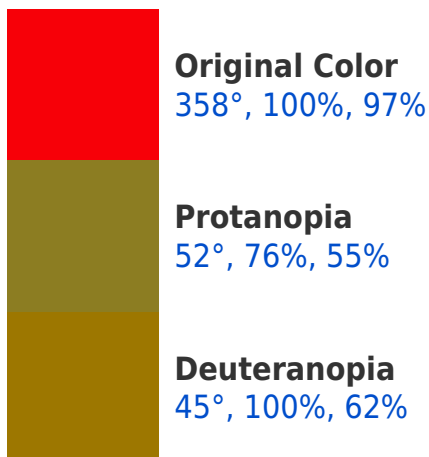 Original Color
358°, 100%, 97%
Protanopia
52°, 76%, 55%
Deuteranopia
45°, 100%, 62%